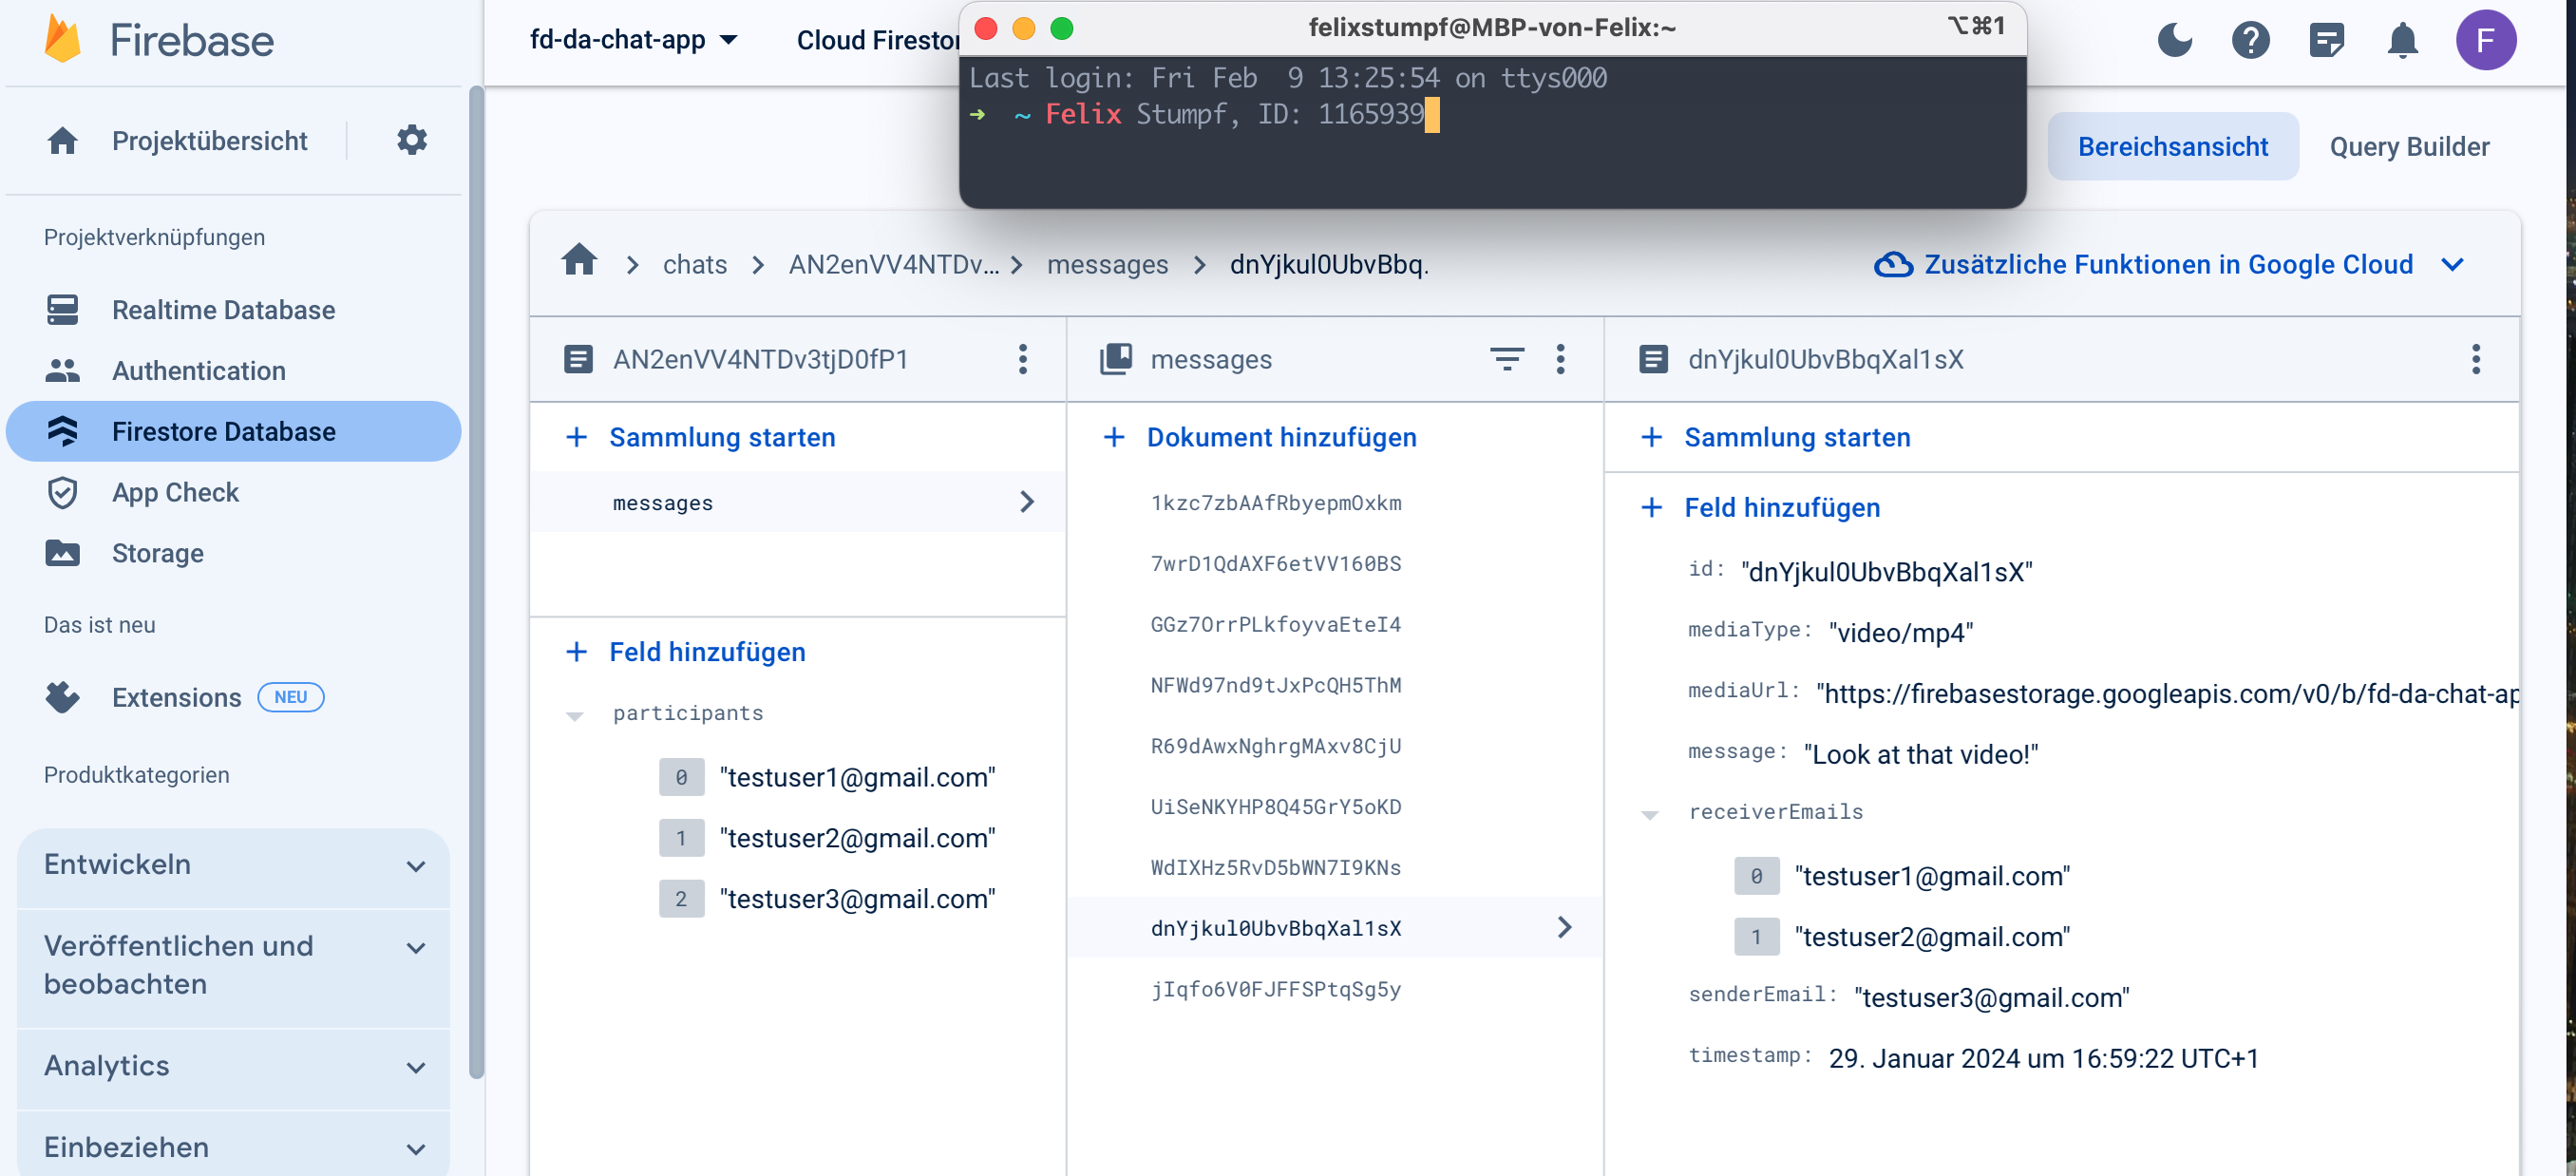 Firebase
fd-da-chat-app
Cloud Firestor
felixstumpf@MBP-von-Felix:~
⌥⌘1
Last login: Fri Feb  9 13:25:54 on ttys000
➜  ~ Felix Stumpf, ID: 1165939
F
Projektübersicht
Bereichsansicht
Query Builder
Projektverknüpfungen
Realtime Database
Authentication
Firestore Database
App Check
Storage
Das ist neu
Extensions NEU
Produktkategorien
Entwickeln
Veröffentlichen und
beobachten
Analytics
Einbeziehen
chats > AN2enVV4NTDv... > messages > dnYjkul0UbvBbq.
Zusätzliche Funktionen in Google Cloud
AN2enVV4NTDv3tjD0fP1
+ Sammlung starten
messages
+ Feld hinzufügen
participants
0 "testuser1@gmail.com"
1 "testuser2@gmail.com"
2 "testuser3@gmail.com"
messages
+ Dokument hinzufügen
1kzc7zbAAfRbyepmOxkm
7wrD1QdAXF6etVV160BS
GGz7OrrPLkfoyvaEteI4
NFWd97nd9tJxPcQH5ThM
R69dAwxNghrgMAxv8CjU
UiSeNKYHP8Q45GrY5oKD
WdIXHz5RvD5bWN7I9KNs
dnYjkul0UbvBbqXal1sX
jIqfo6V0FJFFSPtqSg5y
dnYjkul0UbvBbqXal1sX
+ Sammlung starten
+ Feld hinzufügen
id: "dnYjkul0UbvBbqXal1sX"
mediaType: "video/mp4"
mediaUrl: "https://firebasestorage.googleapis.com/v0/b/fd-da-chat-ap
message: "Look at that video!"
receiverEmails
0 "testuser1@gmail.com"
1 "testuser2@gmail.com"
senderEmail: "testuser3@gmail.com"
timestamp: 29. Januar 2024 um 16:59:22 UTC+1